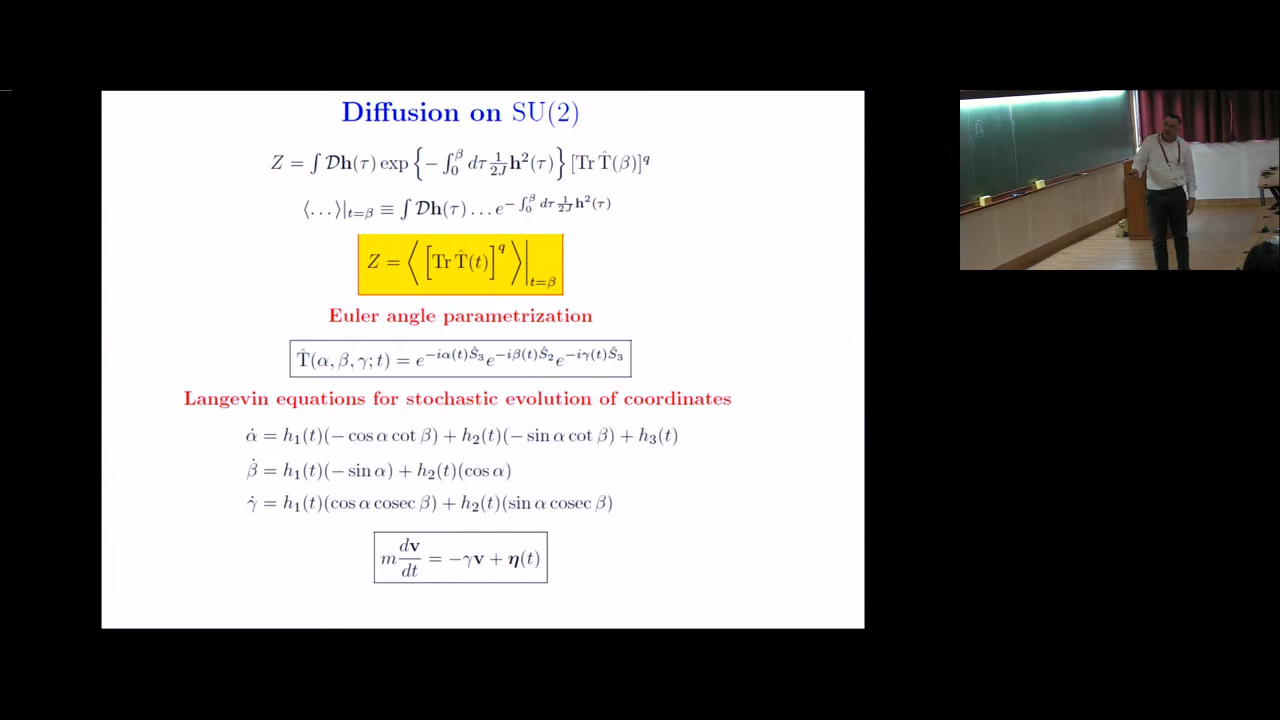 Diffusion on SU(2)
Z = ∫ 𝒟h(τ) exp { − ∫₀^β dτ 1/2J h²(τ) } [Tr T̂(β)]^q
⟨…⟩|_{t=β} ≡ ∫ 𝒟h(τ) … e^{− ∫₀^β dτ 1/2J h²(τ)}
Z = ⟨ [Tr T̂(t)]^q ⟩|_{t=β}
Euler angle parametrization
T̂(α, β, γ; t) = e^{−iα(t)Ŝ₃} e^{−iβ(t)Ŝ₂} e^{−iγ(t)Ŝ₃}
Langevin equations for stochastic evolution of coordinates
α̇ = h₁(t)(− cos α cot β) + h₂(t)(− sin α cot β) + h₃(t)
β̇ = h₁(t)(− sin α) + h₂(t)(cos α)
γ̇ = h₁(t)(cos α cosec β) + h₂(t)(sin α cosec β)
m dv/dt = −γv + η(t)